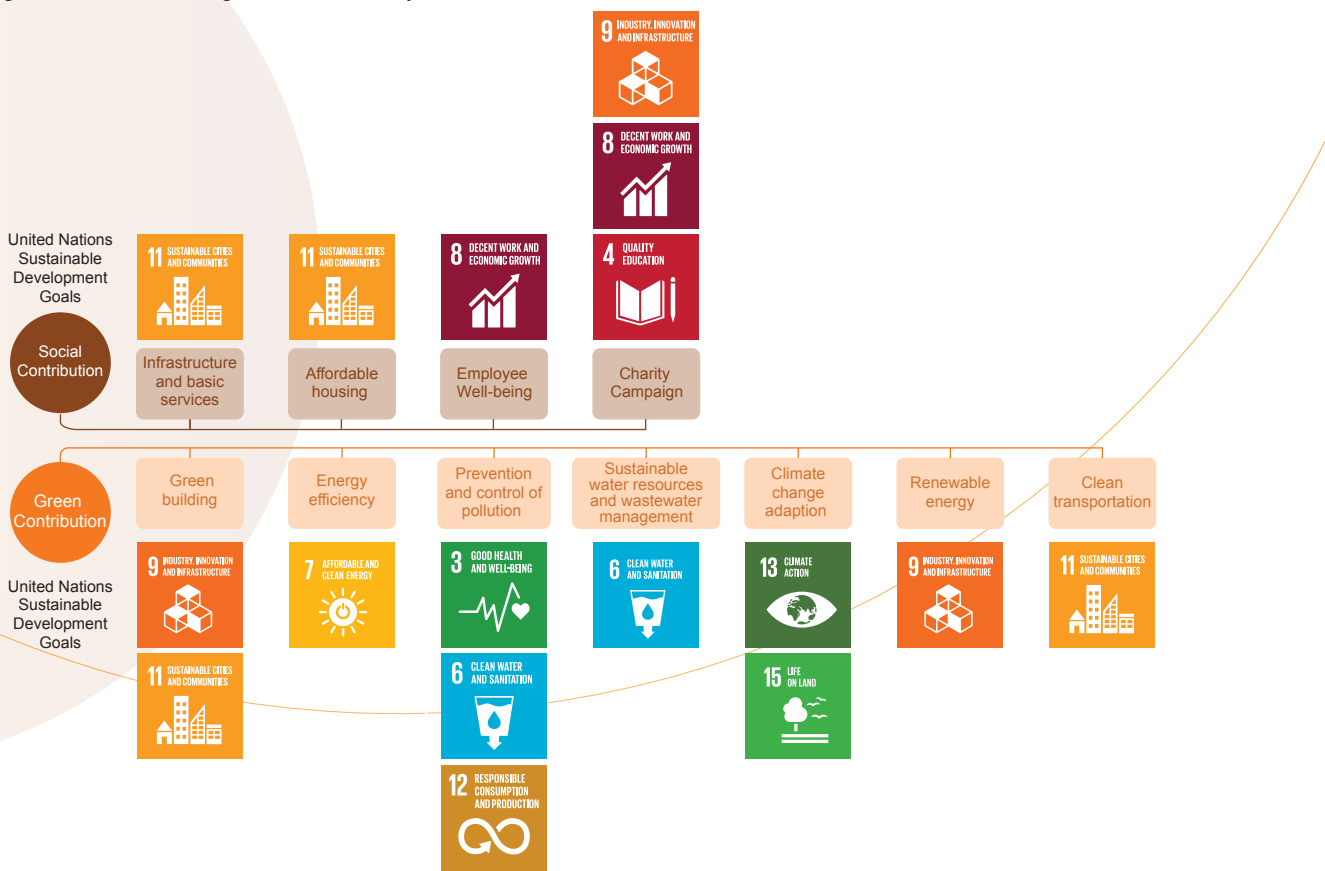 9 INDUSTRY, INNOVATION
AND INFRASTRUCTURE
8 DECENT WORK AND
ECONOMIC GROWTH
United Nations
Sustainable
Development
Goals
11 SUSTAINABLE CITIES
AND COMMUNITIES
11 SUSTAINABLE CITIES
AND COMMUNITIES
8 DECENT WORK AND
ECONOMIC GROWTH
4 QUALITY
EDUCATION
Social
Contribution
Infrastructure
and basic
services
Affordable
housing
Employee
Well-being
Charity
Campaign
Green
Contribution
Green
building
Energy
efficiency
Prevention
and control of
pollution
Sustainable
water resources
and wastewater
management
Climate
change
adaption
Renewable
energy
Clean
transportation
United Nations
Sustainable
Development
Goals
9 INDUSTRY, INNOVATION
AND INFRASTRUCTURE
7 AFFORDABLE AND
CLEAN ENERGY
3 GOOD HEALTH
AND WELL-BEING
6 CLEAN WATER
AND SANITATION
13 CLIMATE
ACTION
9 INDUSTRY, INNOVATION
AND INFRASTRUCTURE
11 SUSTAINABLE CITIES
AND COMMUNITIES
11 SUSTAINABLE CITIES
AND COMMUNITIES
6 CLEAN WATER
AND SANITATION
15 LIFE
ON LAND
12 RESPONSIBLE
CONSUMPTION
AND PRODUCTION